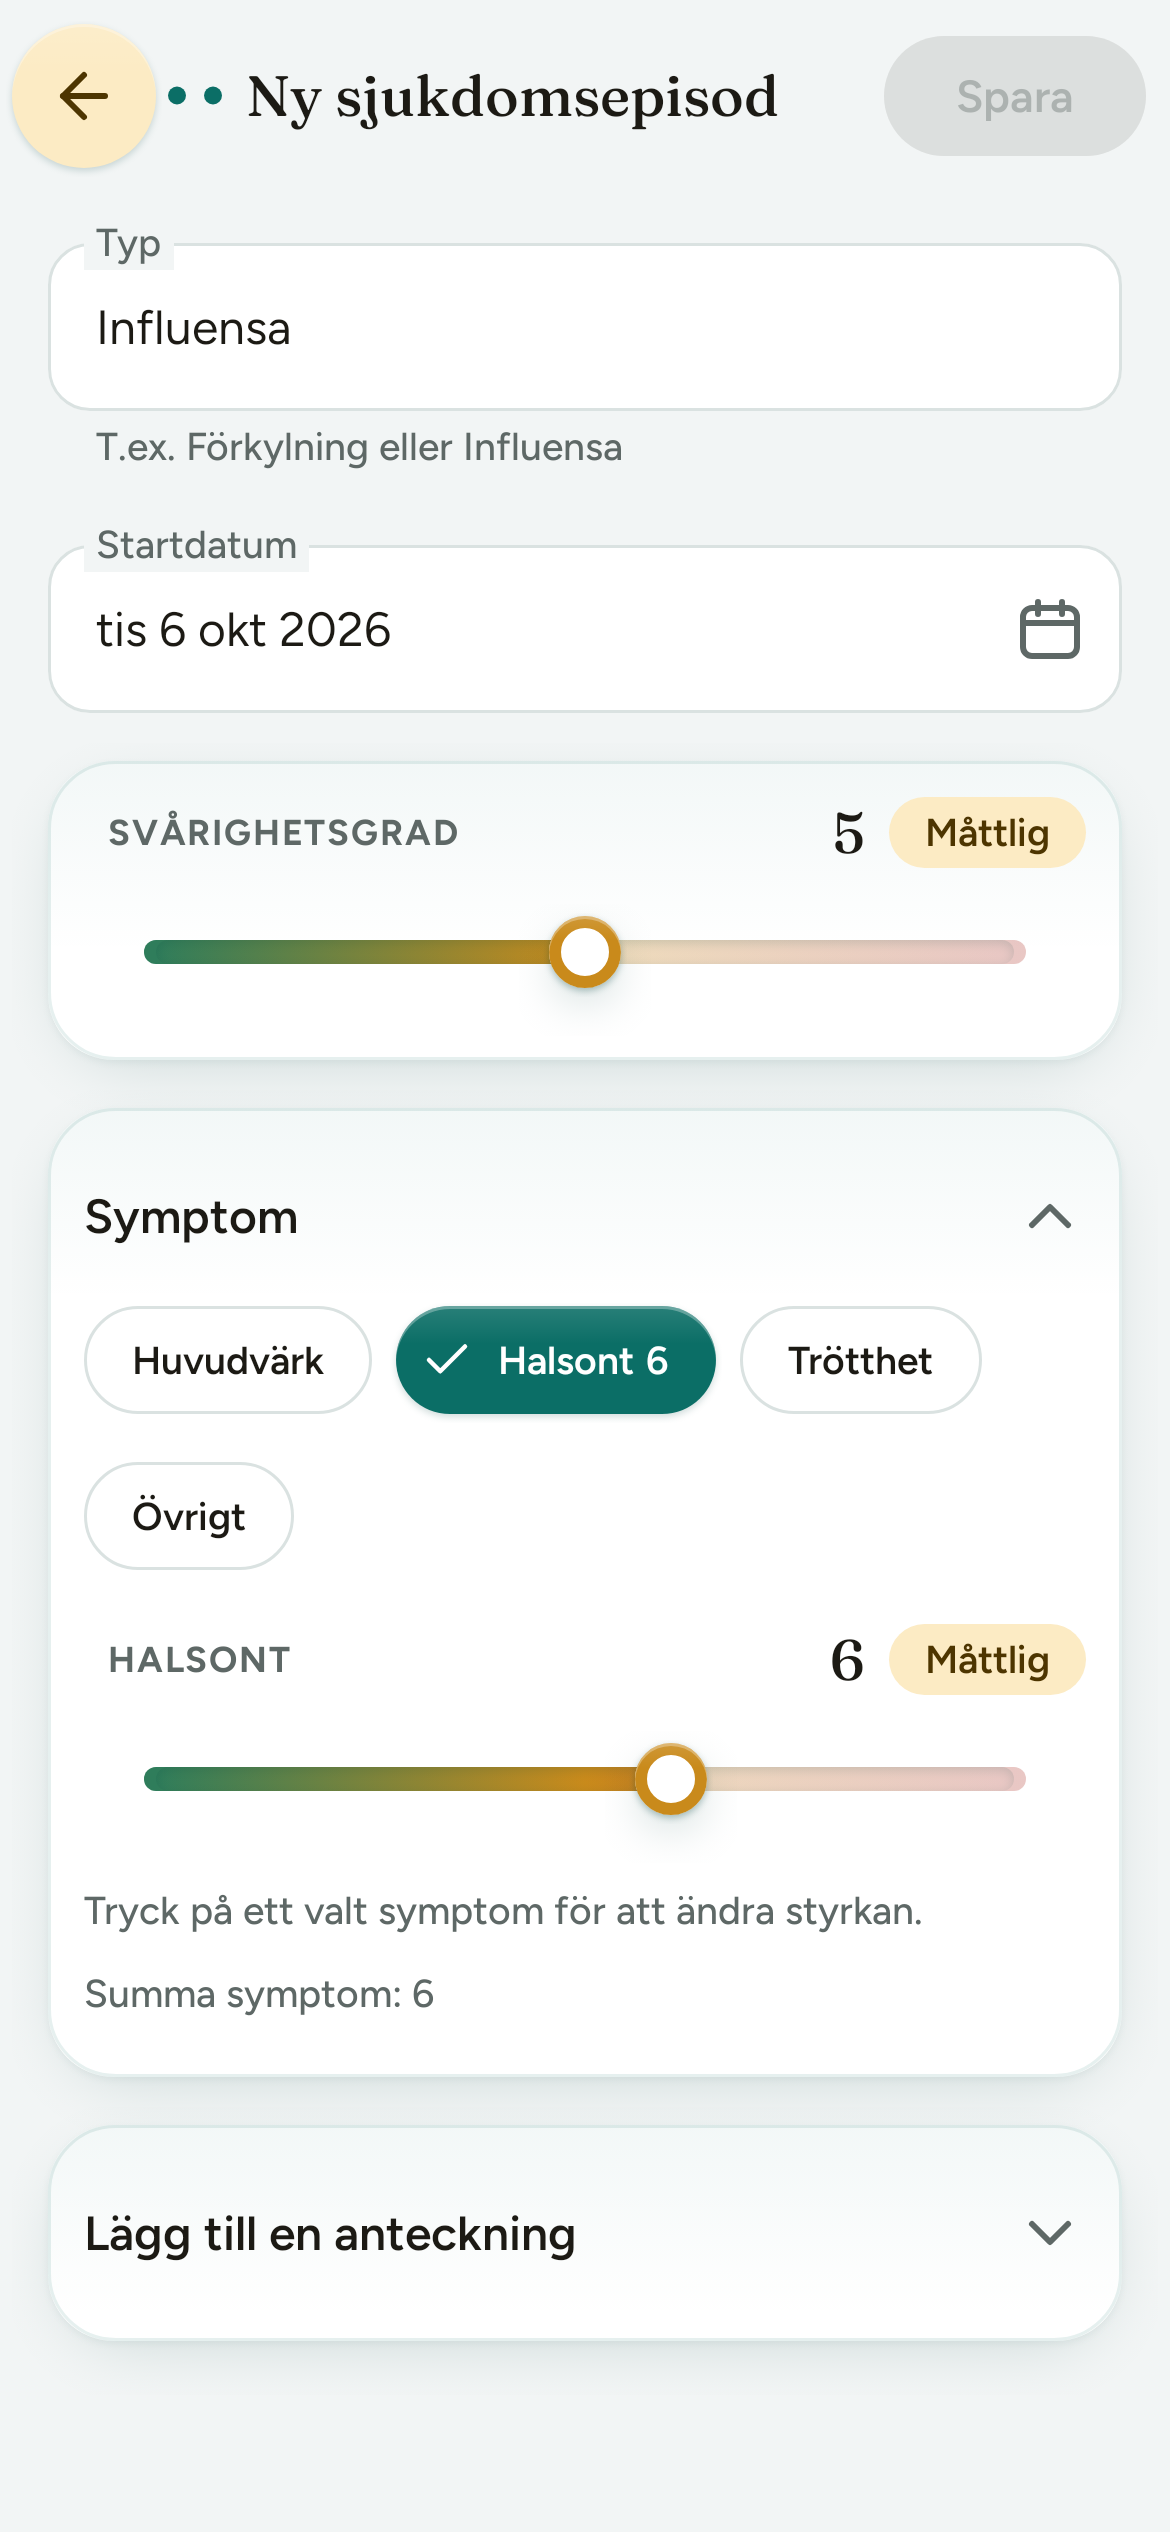 Ny sjukdomsepisod
Spara
Typ
Influensa
T.ex. Förkylning eller Influensa
Startdatum
tis 6 okt 2026
SVÅRIGHETSGRAD
5 Måttlig
Symptom
Huvudvärk
Halsont 6
Trötthet
Övrigt
HALSONT
6 Måttlig
Tryck på ett valt symptom för att ändra styrkan.
Summa symptom: 6
Lägg till en anteckning